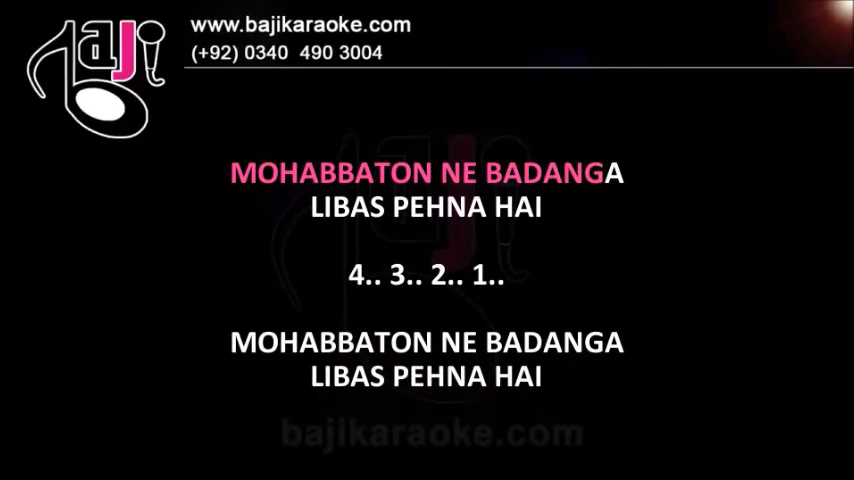 www.bajikaraoke.com
(+92) 0340 490 3004
Baji
MOHABBATON NE BADANGA
LIBAS PEHNA HAI
4.. 3.. 2.. 1..
MOHABBATON NE BADANGA
LIBAS PEHNA HAI
bajikaraoke.com